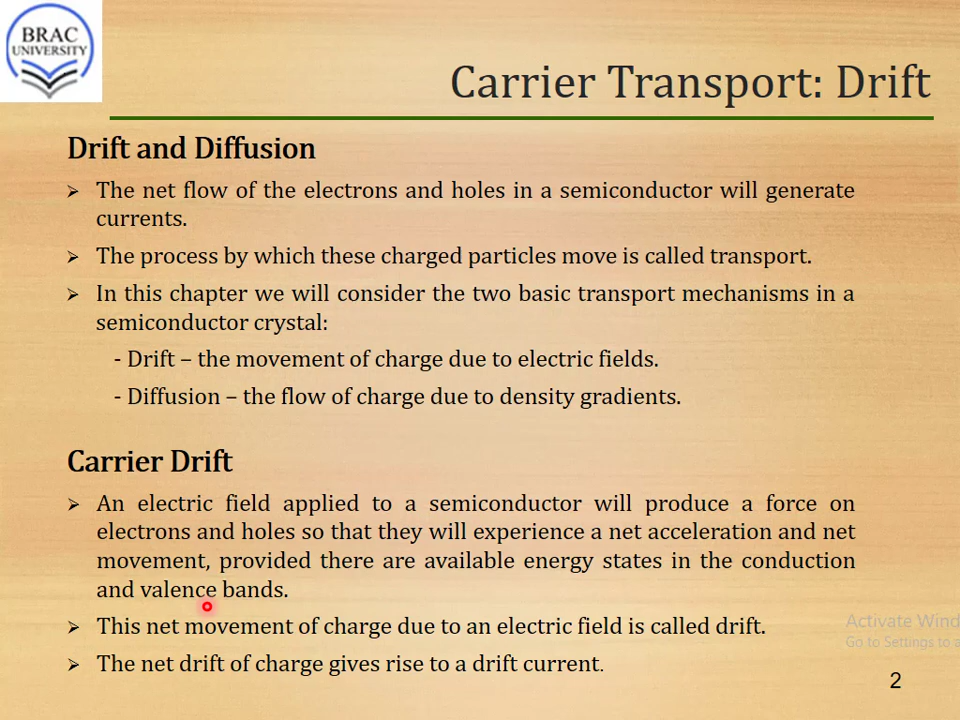 BRAC
UNIVERSITY
Carrier Transport: Drift
Drift and Diffusion
➢ The net flow of the electrons and holes in a semiconductor will generate
currents.
➢ The process by which these charged particles move is called transport.
➢ In this chapter we will consider the two basic transport mechanisms in a
semiconductor crystal:
- Drift – the movement of charge due to electric fields.
- Diffusion – the flow of charge due to density gradients.
Carrier Drift
➢ An electric field applied to a semiconductor will produce a force on
electrons and holes so that they will experience a net acceleration and net
movement, provided there are available energy states in the conduction
and valence bands.
➢ This net movement of charge due to an electric field is called drift.
➢ The net drift of charge gives rise to a drift current.
Activate Wind
Go to Settings to a
2